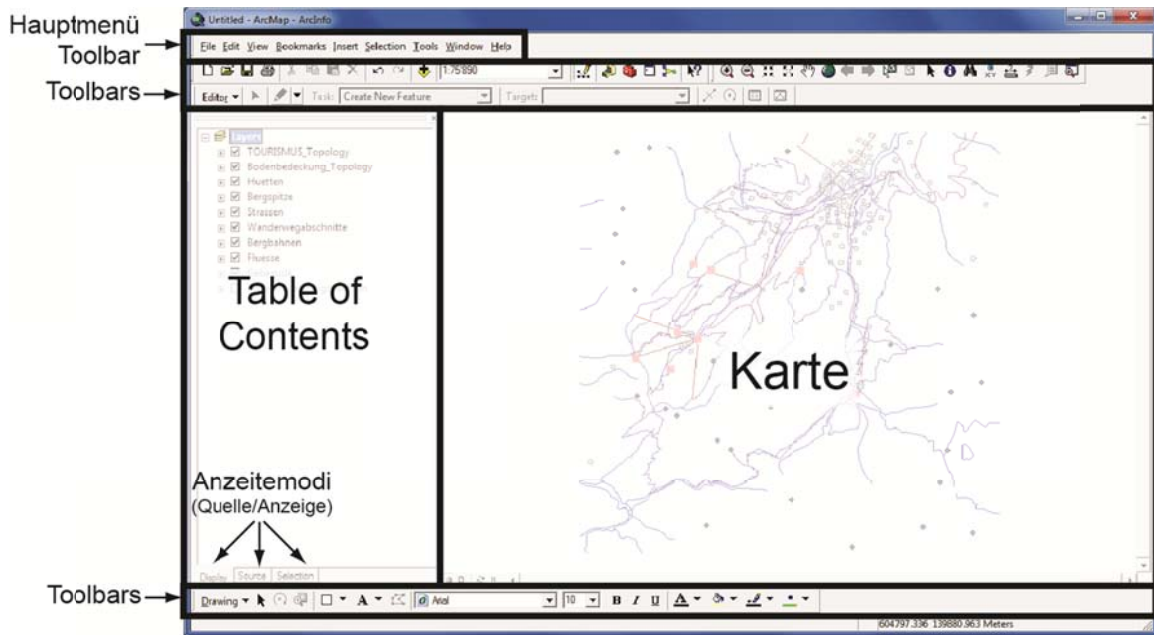 Untitled - ArcMap - ArcInfo
Hauptmenü
Toolbar
File Edit View Bookmarks Insert Selection Tools Window Help
1:75'890
Toolbars
Editor Task: Create New Feature Target:
Layers
TOURISMUS_Topology
Bodenbedeckung_Topology
Huetten
Bergspitze
Strassen
Wanderwegabschnitte
Bergbahnen
Fluesse
Table of
Contents
Karte
Anzeitemodi
(Quelle/Anzeige)
Display Source Selection
Toolbars
Drawing A Arial 10 B I U A
604797.336 139880.963 Meters